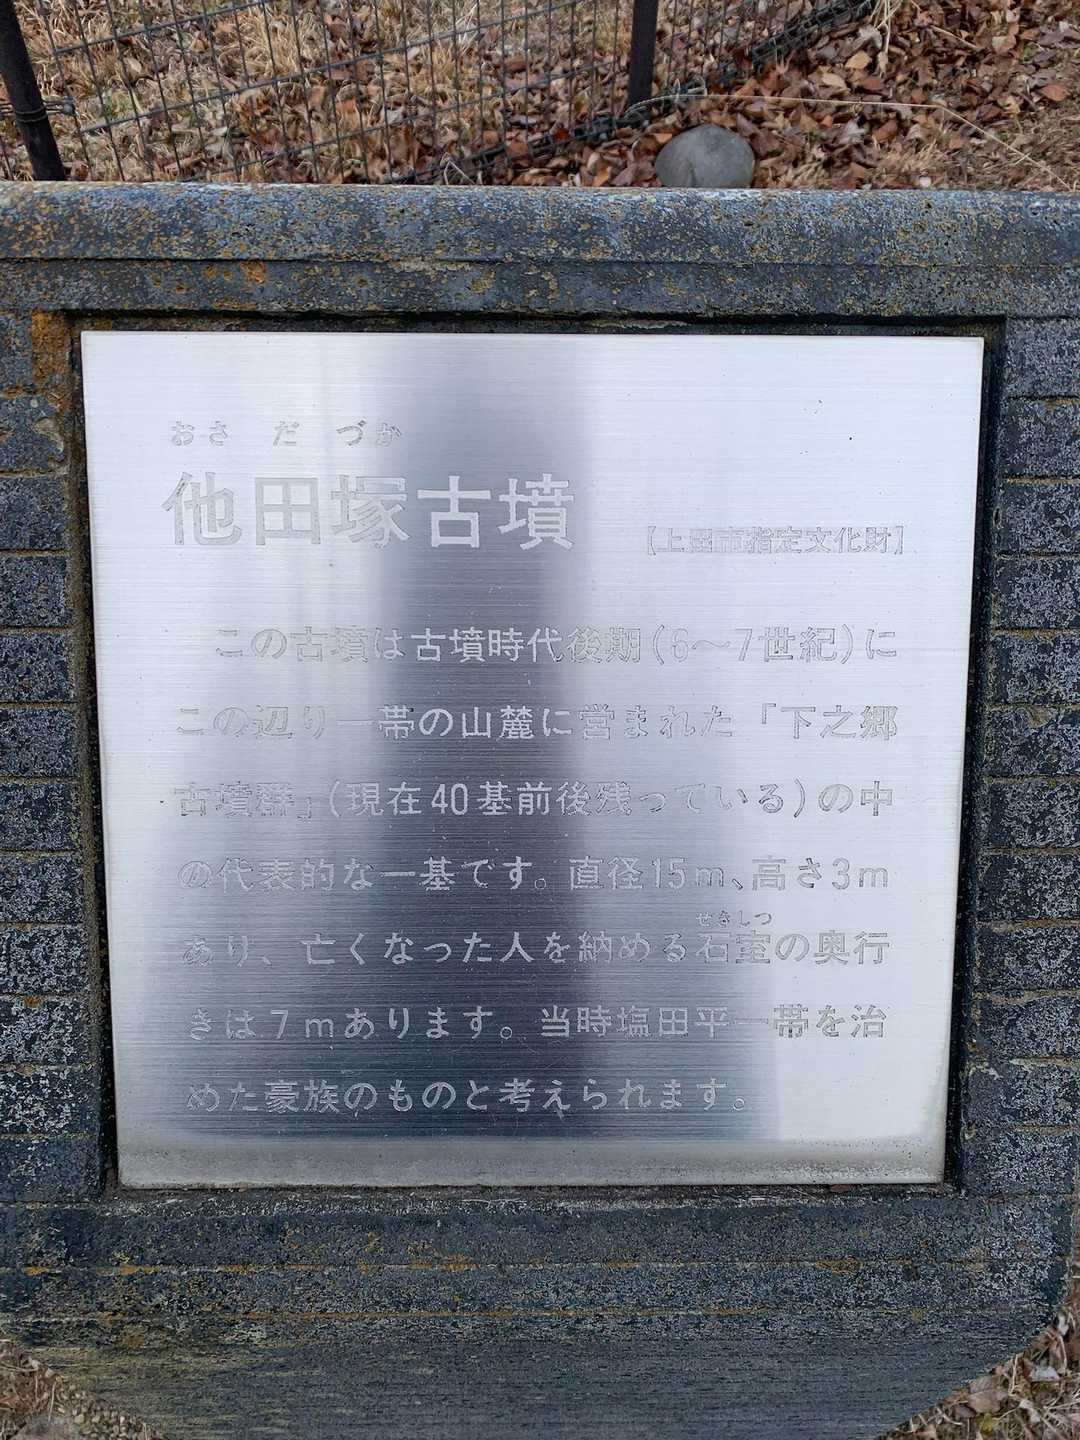 おさだづか
他田塚古墳
【上田市指定文化財】
この古墳は古墳時代後期(6〜7世紀)に
この辺り一帯の山麓に営まれた「下之郷
古墳群」(現在40基前後残っている)の中
の代表的な一基です。直径15m、高さ3m
せきしつ
あり、亡くなった人を納める石室の奥行
きは7mあります。当時塩田平一帯を治
めた豪族のものと考えられます。